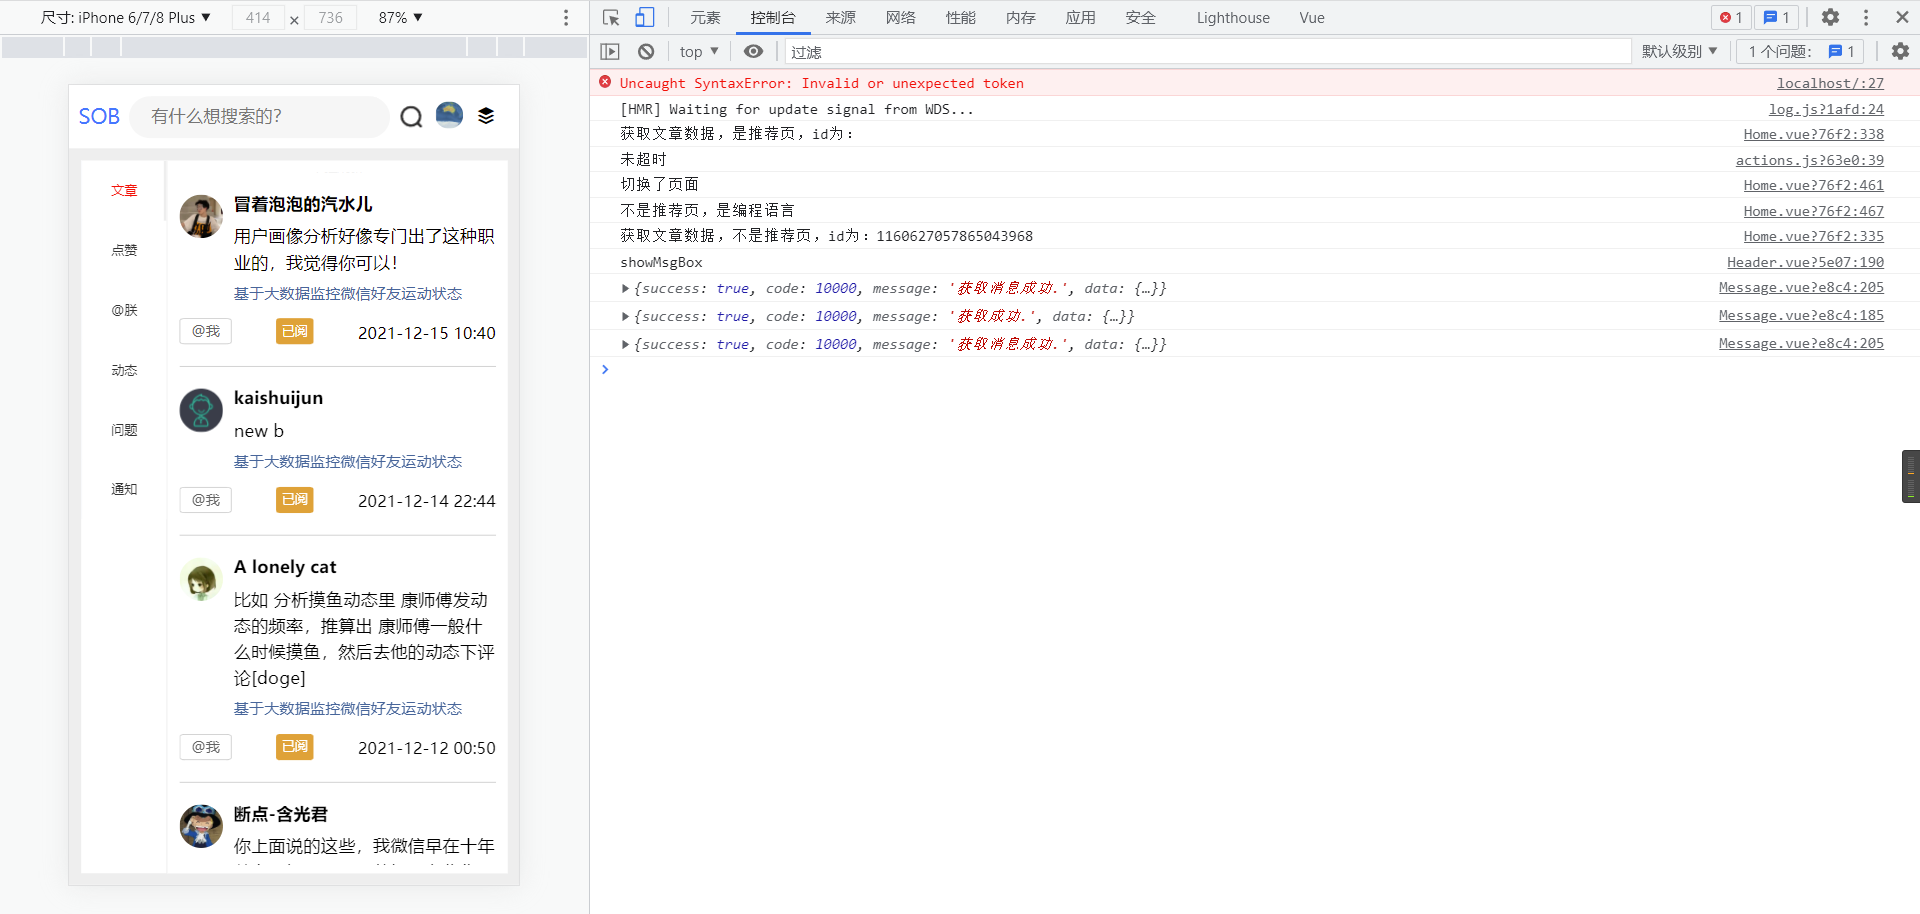 尺寸: iPhone 6/7/8 Plus ▼ 414 × 736 87% ▼
SOB 有什么想搜索的?
文章
点赞
@朕
动态
问题
通知
冒着泡泡的汽水儿
用户画像分析好像专门出了这种职
业的，我觉得你可以！
基于大数据监控微信好友运动状态
@我 已阅 2021-12-15 10:40
kaishuijun
new b
基于大数据监控微信好友运动状态
@我 已阅 2021-12-14 22:44
A lonely cat
比如 分析摸鱼动态里 康师傅发动
态的频率，推算出 康师傅一般什
么时候摸鱼，然后去他的动态下评
论[doge]
基于大数据监控微信好友运动状态
@我 已阅 2021-12-12 00:50
断点-含光君
你上面说的这些，我微信早在十年
元素 控制台 来源 网络 性能 内存 应用 安全 Lighthouse Vue 1 1
top ▼ 过滤 默认级别 ▼ 1 个问题: 1
Uncaught SyntaxError: Invalid or unexpected token localhost/:27
[HMR] Waiting for update signal from WDS... log.js?1afd:24
获取文章数据，是推荐页，id为： Home.vue?76f2:338
未超时 actions.js?63e0:39
切换了页面 Home.vue?76f2:461
不是推荐页，是编程语言 Home.vue?76f2:467
获取文章数据，不是推荐页，id为：1160627057865043968 Home.vue?76f2:335
showMsgBox Header.vue?5e07:190
▶{success: true, code: 10000, message: '获取消息成功.', data: {…}} Message.vue?e8c4:205
▶{success: true, code: 10000, message: '获取成功.', data: {…}} Message.vue?e8c4:185
▶{success: true, code: 10000, message: '获取消息成功.', data: {…}} Message.vue?e8c4:205